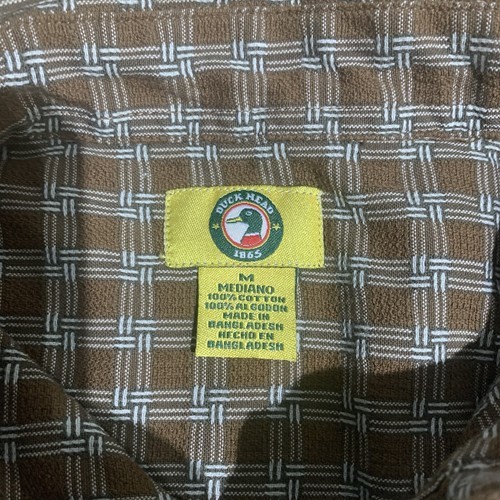 DUCK HEAD
1865
M
MEDIANO
100% COTTON
100% ALGODON
MADE IN
BANGLADESH
HECHO EN
BANGLADESH